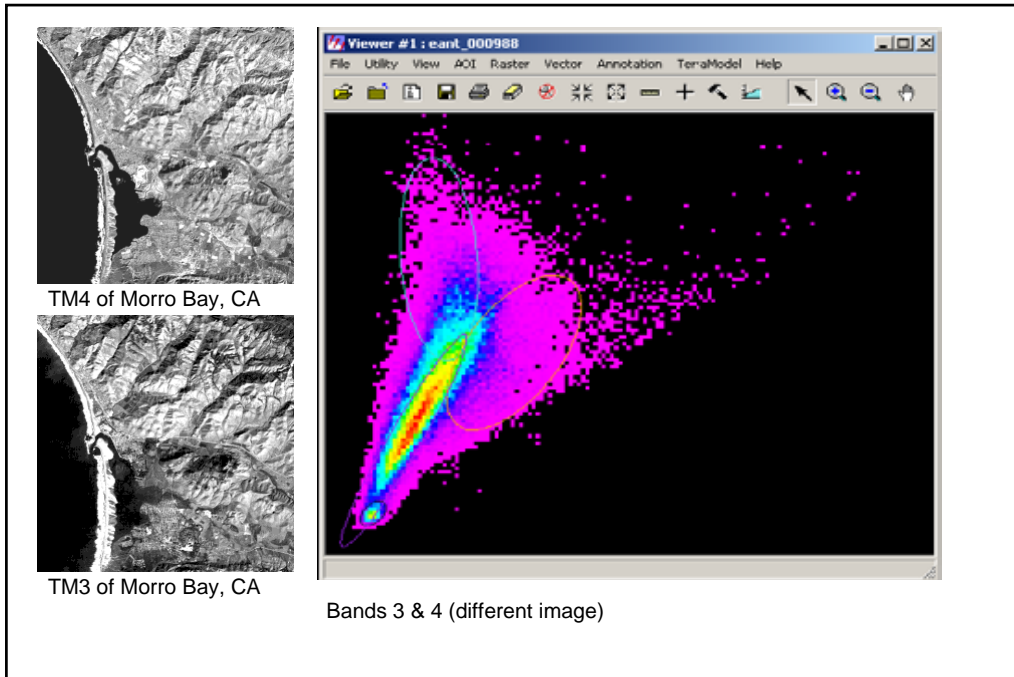 TM4 of Morro Bay, CA
TM3 of Morro Bay, CA
Viewer #1 : eant_000988
File Utility View AOI Raster Vector Annotation TerraModel Help
Bands 3 & 4 (different image)